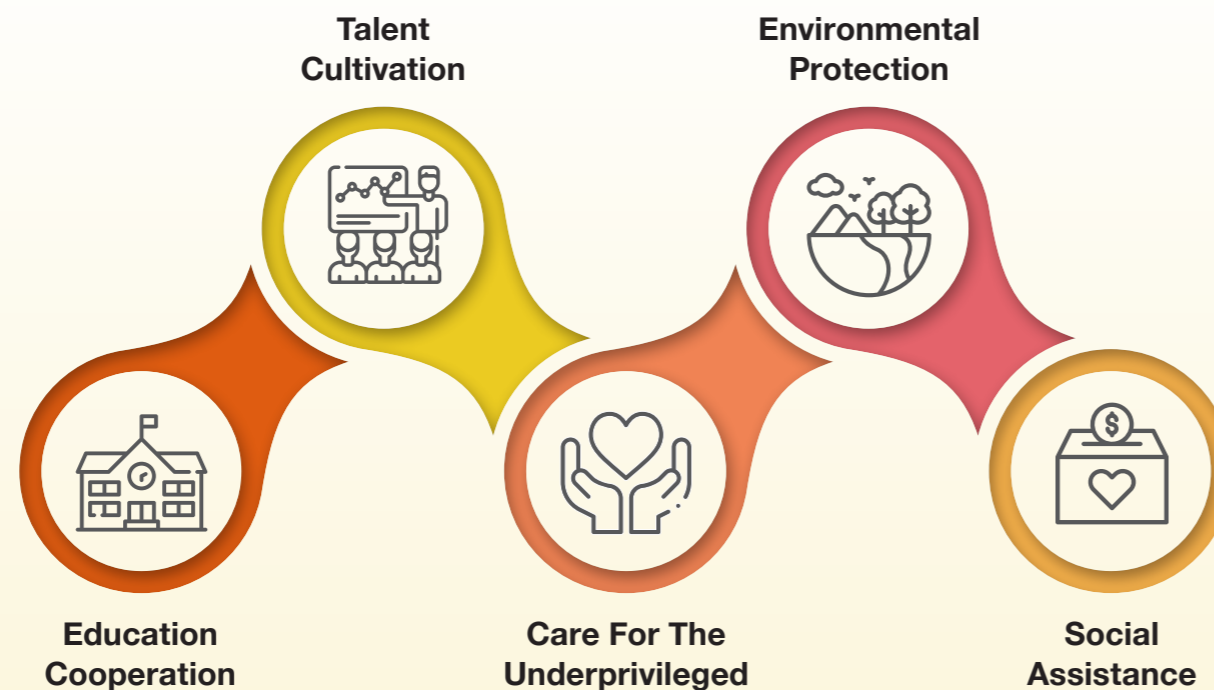 Talent
Cultivation
Environmental
Protection
$
Education
Cooperation
Care For The
Underprivileged
Social
Assistance